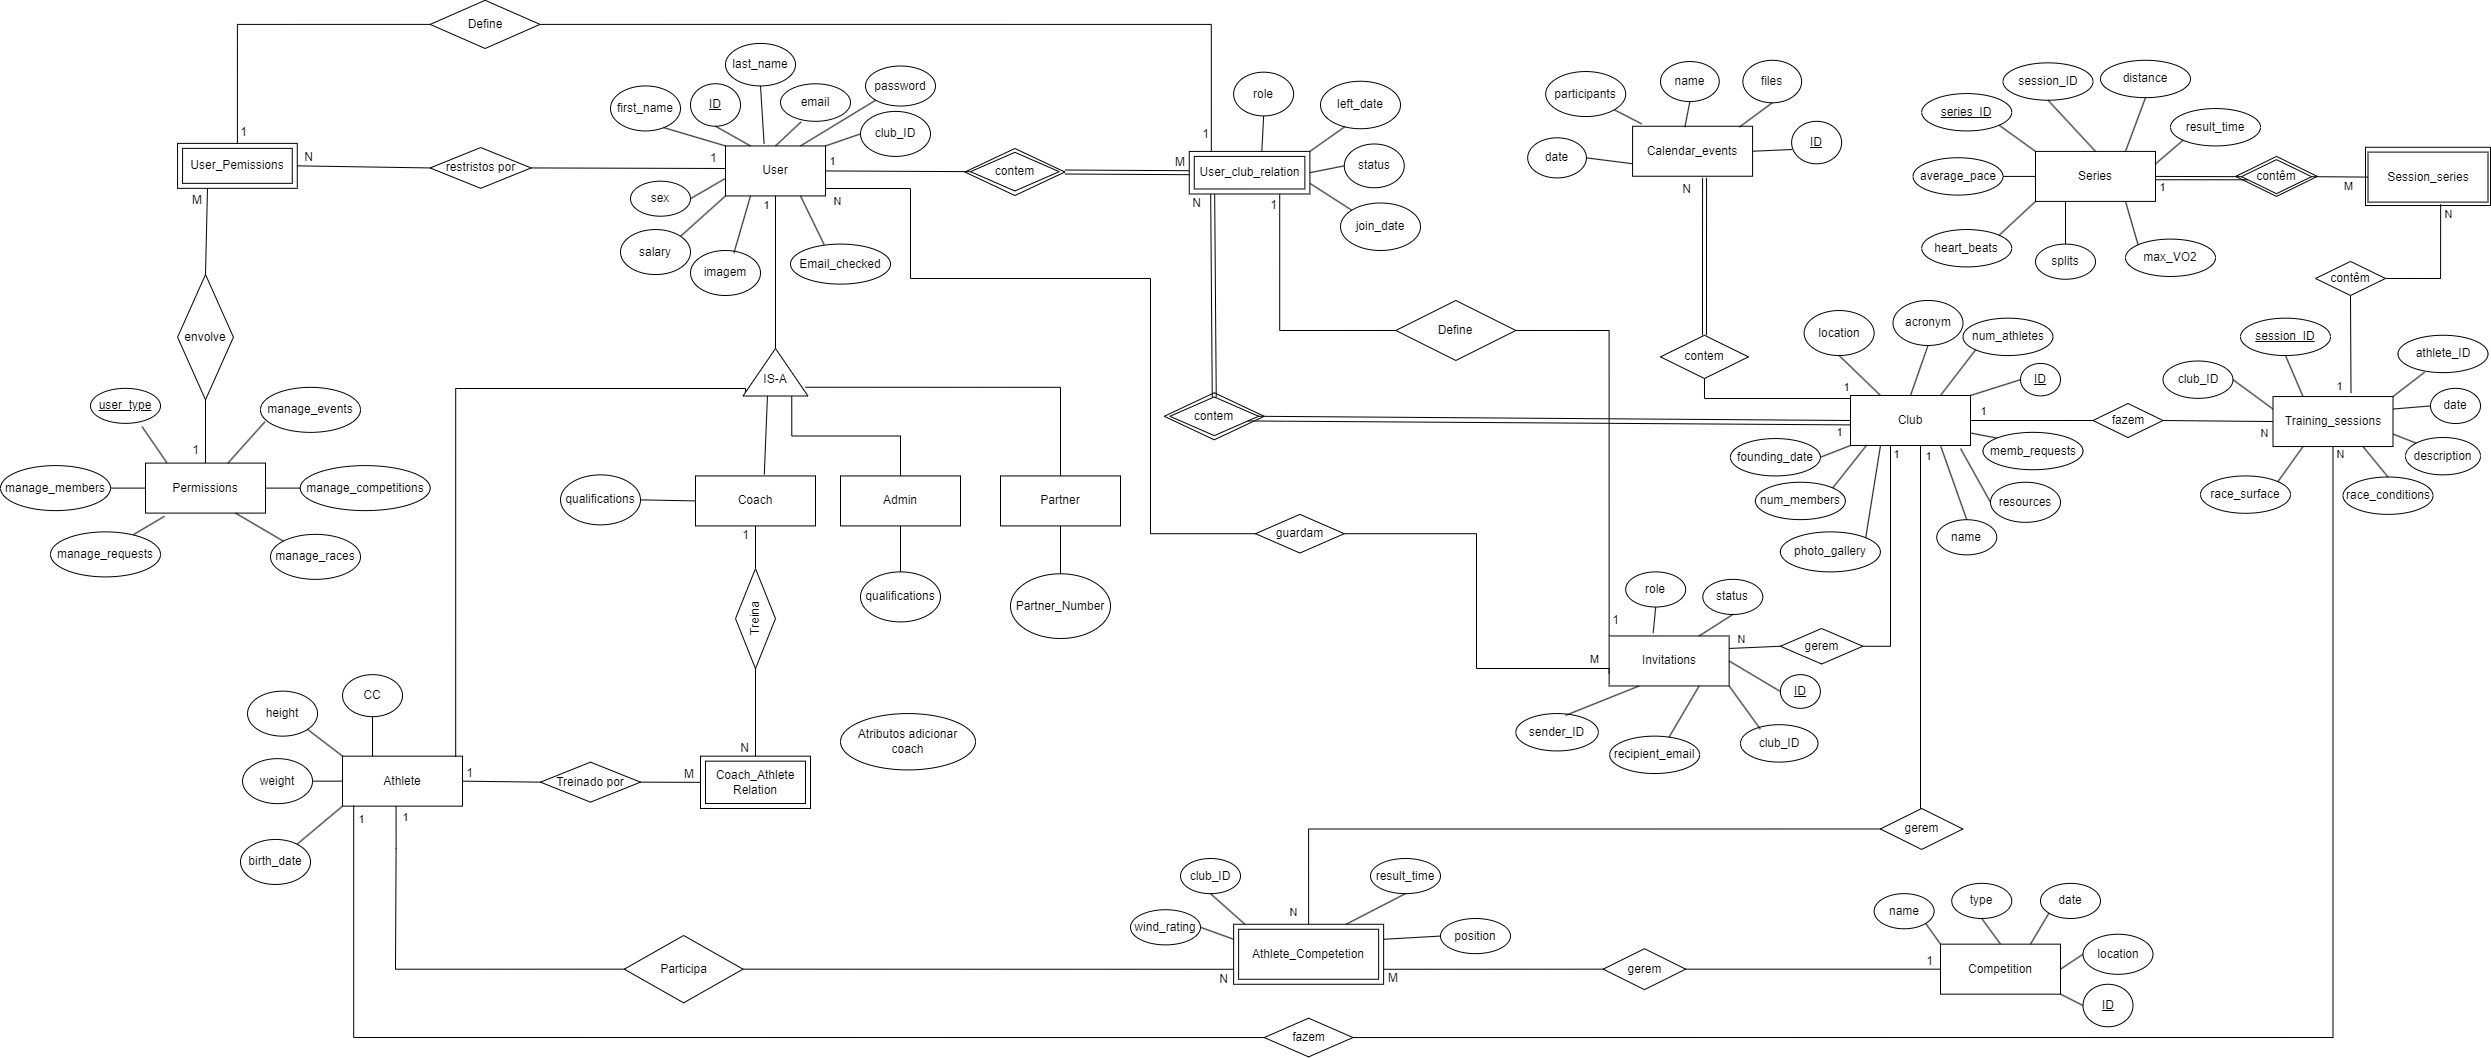 Define
last_name
password
first_name
ID
email
club_ID
role
left_date
participants
name
files
session_ID
distance
series_ID
result_time
1
1
User_Pemissions
N
restristos por
1
User
1
contem
M
User_club_relation
status
date
Calendar_events
ID
average_pace
Series
1
contêm
M
Session_series
M
sex
1
N
N
1
N
N
salary
imagem
Email_checked
join_date
heart_beats
splits
max_VO2
contêm
envolve
Define
location
acronym
num_athletes
session_ID
contem
athlete_ID
IS-A
1
ID
club_ID
1
user_type
manage_events
contem
1
Club
1
fazem
N
Training_sessions
date
1
founding_date
1
1
memb_requests
N
description
manage_members
Permissions
manage_competitions
qualifications
Coach
Admin
Partner
num_members
resources
race_surface
race_conditions
1
guardam
name
manage_requests
manage_races
photo_gallery
qualifications
Partner_Number
Treina
role
status
1
N
gerem
M
Invitations
CC
ID
height
Atributos adicionar
coach
sender_ID
recipient_email
club_ID
N
weight
Athlete
1
Treinado por
M
Coach_Athlete
Relation
1
1
gerem
birth_date
club_ID
result_time
name
type
date
N
wind_rating
position
Athlete_Competetion
location
Participa
N
M
gerem
1
Competition
ID
fazem